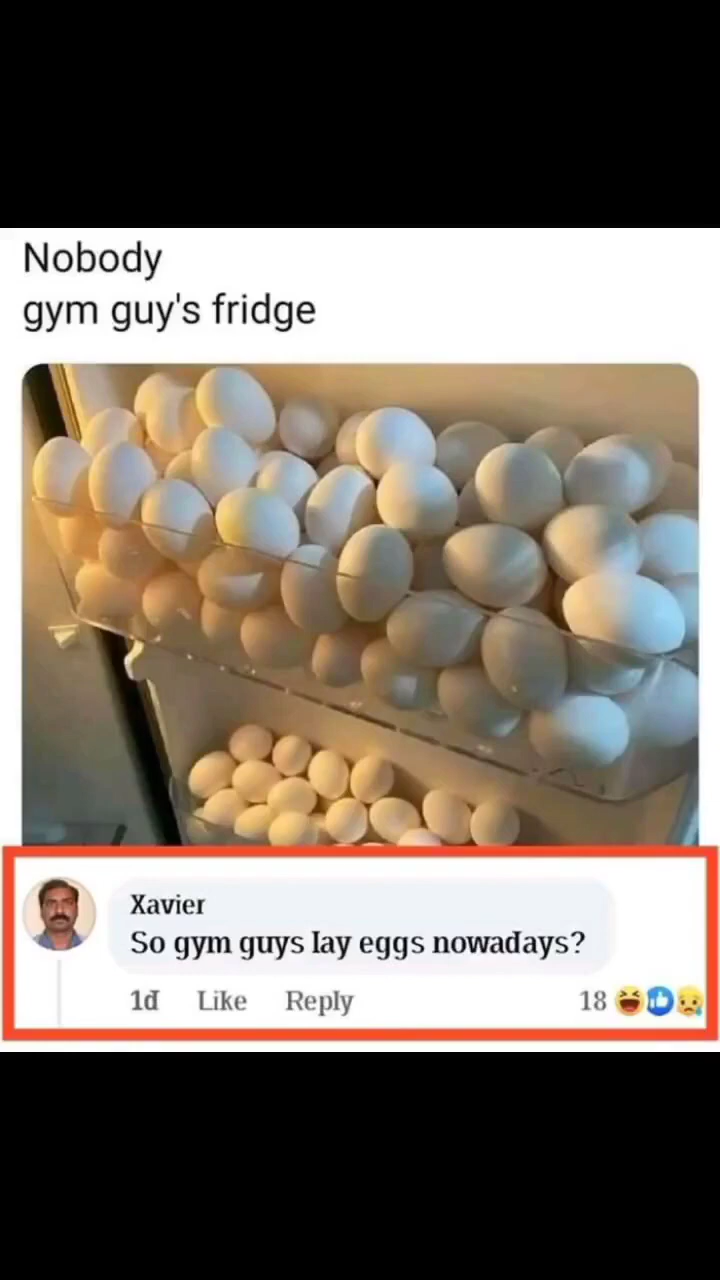 Nobody
gym guy's fridge
Xavier
So gym guys lay eggs nowadays?
1d Like Reply 18